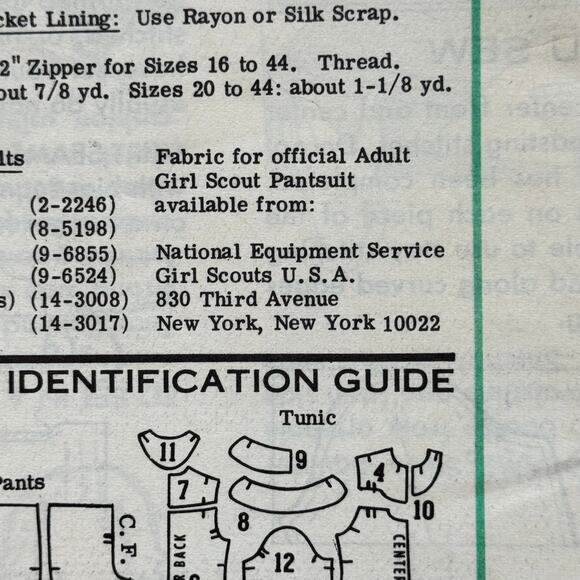 cket Lining: Use Rayon or Silk Scrap.
2" Zipper for Sizes 16 to 44. Thread.
out 7/8 yd. Sizes 20 to 44: about 1-1/8 yd.
lts
(2-2246)
(8-5198)
(9-6855)
(9-6524)
s) (14-3008)
(14-3017)
Fabric for official Adult
Girl Scout Pantsuit
available from:
National Equipment Service
Girl Scouts U.S.A.
830 Third Avenue
New York, New York 10022
IDENTIFICATION GUIDE
Tunic
Pants
11
9
7
4
8
10
12
C. F.
R BACK
CENTER